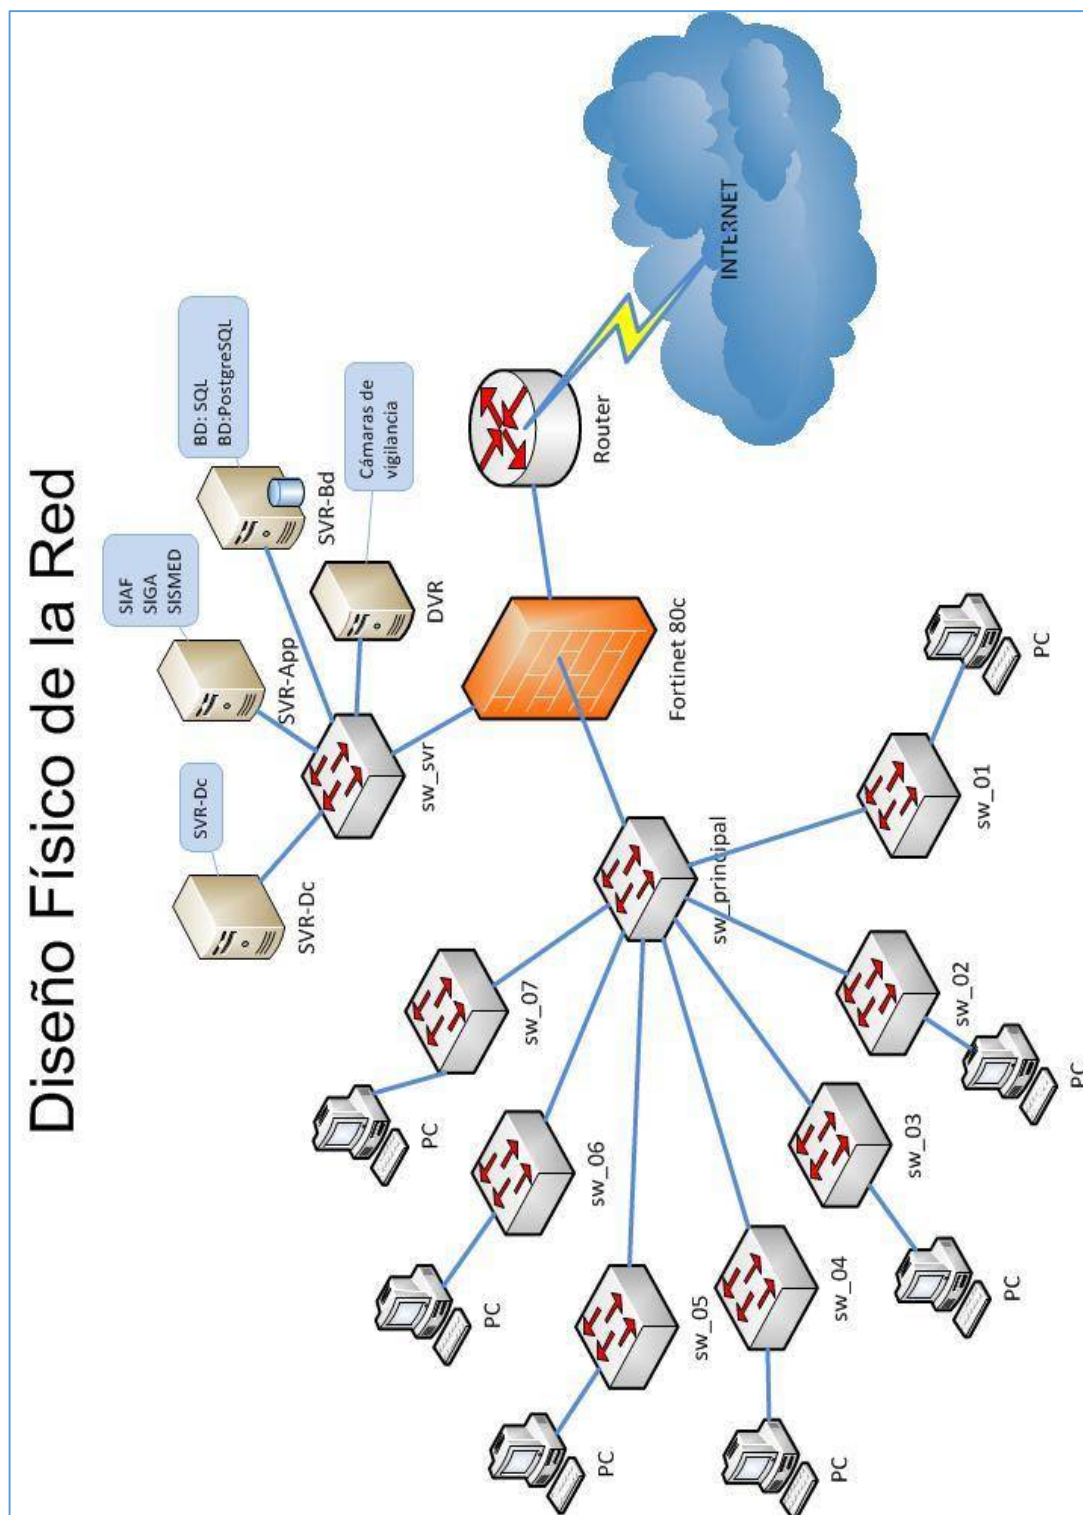 Diseño Físico de la Red
SVR-Dc
SVR-Dc
SIAF
SIGA
SISMED
SVR-App
BD: SQL
BD:PostgreSQL
SVR-Bd
Cámaras de
vigilancia
DVR
sw_svr
Fortinet 80c
Router
INTERNET
sw_principal
sw_07
PC
sw_06
PC
sw_05
PC
sw_04
PC
sw_03
PC
sw_02
PC
sw_01
PC